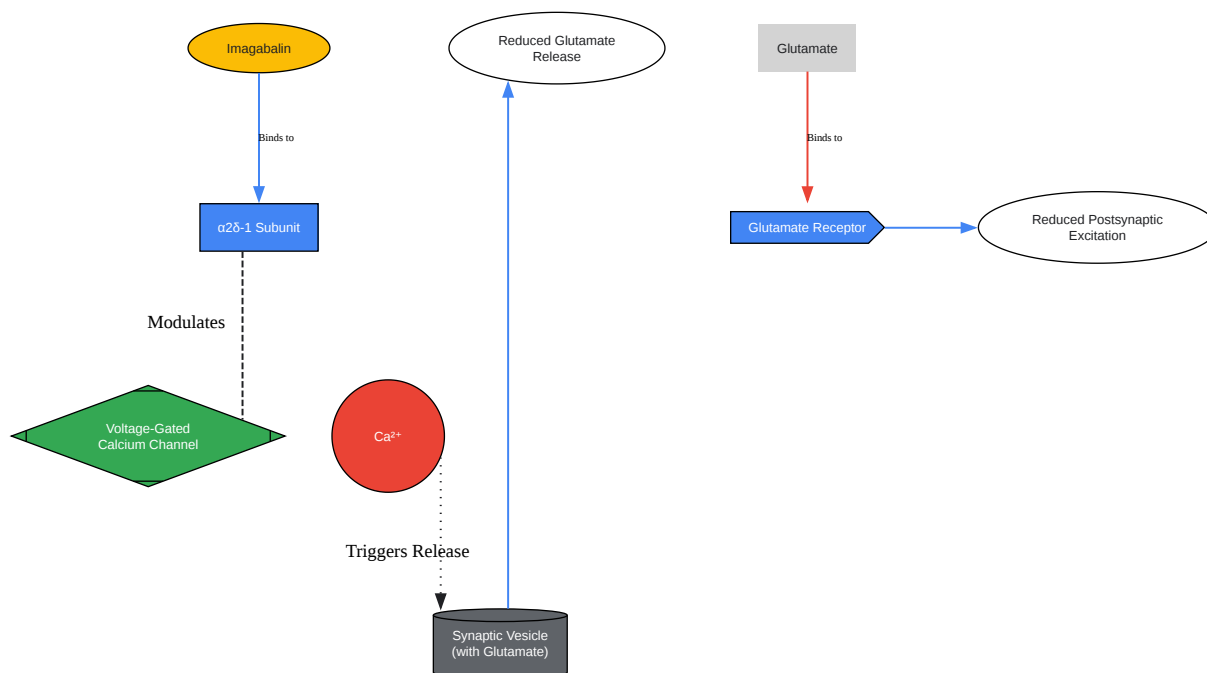 Imagabalin
Reduced Glutamate
Release
Glutamate
Binds to
Binds to
α2δ-1 Subunit
Glutamate Receptor
Reduced Postsynaptic
Excitation
Modulates
Voltage-Gated
Calcium Channel
Ca²⁺
Triggers Release
Synaptic Vesicle
(with Glutamate)